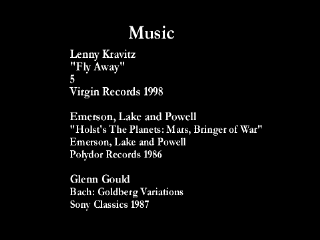 Music
Lenny Kravitz
"Fly Away"
5
Virgin Records 1998
Emerson, Lake and Powell
"Holst's The Planets: Mars, Bringer of War"
Emerson, Lake and Powell
Polydor Records 1986
Glenn Gould
Bach: Goldberg Variations
Sony Classics 1987